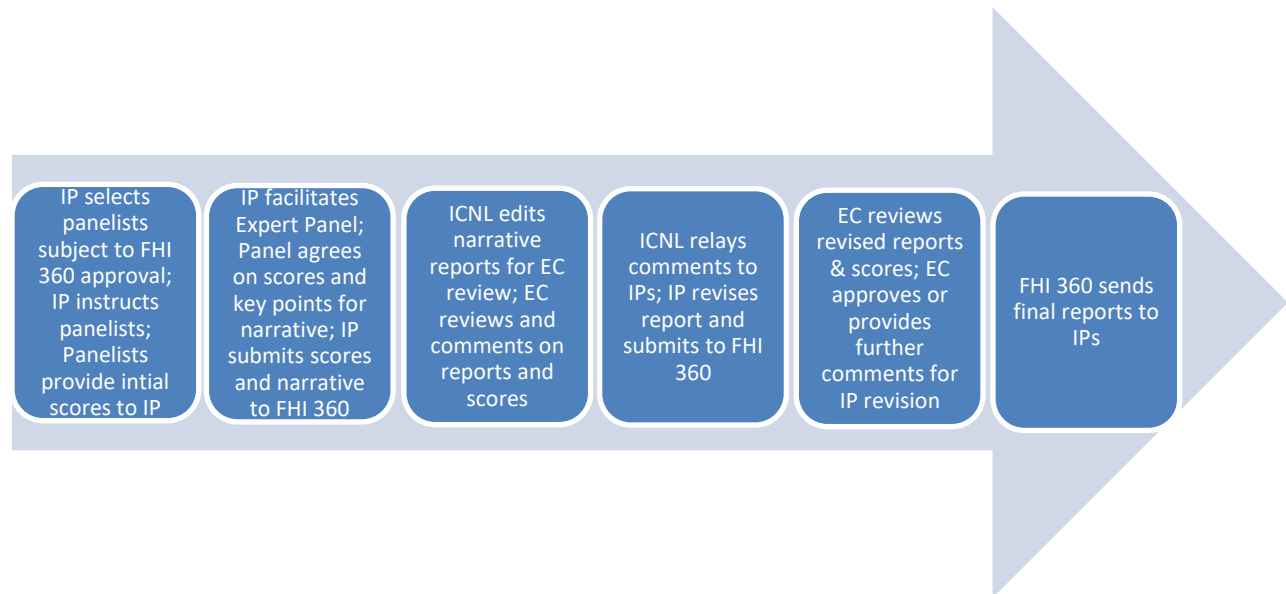 IP selects
panelists
subject to FHI
360 approval;
IP instructs
panelists;
Panelists
provide intial
scores to IP
IP facilitates
Expert Panel;
Panel agrees
on scores and
key points for
narrative; IP
submits scores
and narrative
to FHI 360
ICNL edits
narrative
reports for EC
review; EC
reviews and
comments on
reports and
scores
ICNL relays
comments to
IPs; IP revises
report and
submits to FHI
360
EC reviews
revised reports
& scores; EC
approves or
provides
further
comments for
IP revision
FHI 360 sends
final reports to
IPs